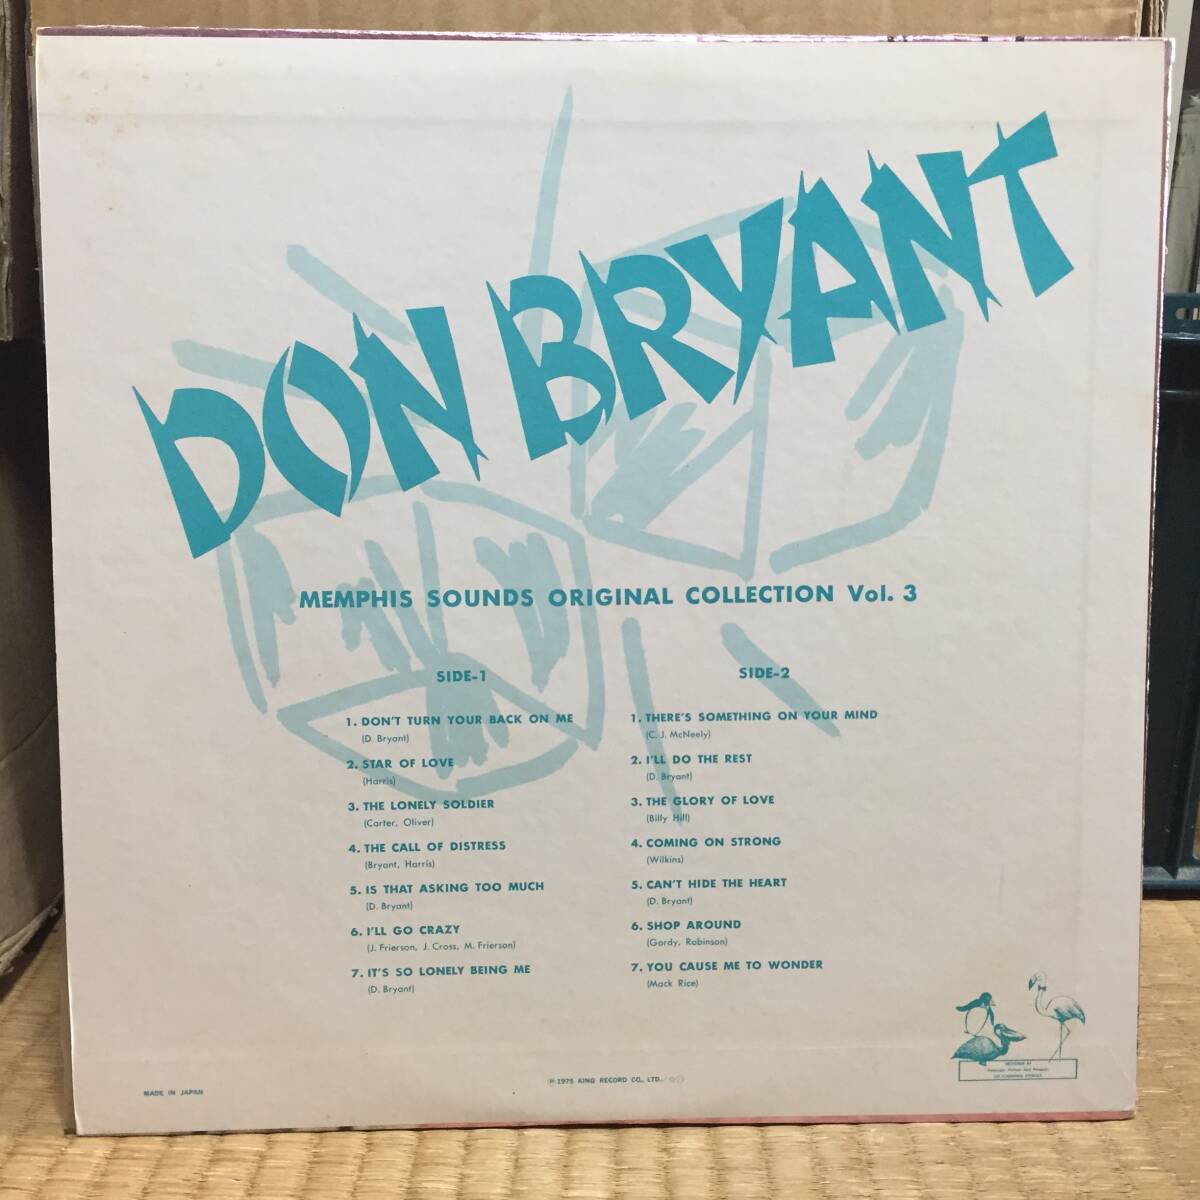 DON BRYANT
MEMPHIS SOUNDS ORIGINAL COLLECTION Vol. 3
SIDE-1
1. DON'T TURN YOUR BACK ON ME
(D. Bryant)
2. STAR OF LOVE
(Harris)
3. THE LONELY SOLDIER
(Carter, Oliver)
4. THE CALL OF DISTRESS
(Bryant, Harris)
5. IS THAT ASKING TOO MUCH
(D. Bryant)
6. I'LL GO CRAZY
(J. Frierson, J. Cross, M. Frierson)
7. IT'S SO LONELY BEING ME
(D. Bryant)
SIDE-2
1. THERE'S SOMETHING ON YOUR MIND
(C. J. McNeely)
2. I'LL DO THE REST
(D. Bryant)
3. THE GLORY OF LOVE
(Billy Hill)
4. COMING ON STRONG
(Wilkins)
5. CAN'T HIDE THE HEART
(D. Bryant)
6. SHOP AROUND
(Gordy, Robinson)
7. YOU CAUSE ME TO WONDER
(Mack Rice)
MADE IN JAPAN
Ⓟ1975 KING RECORD CO., LTD.